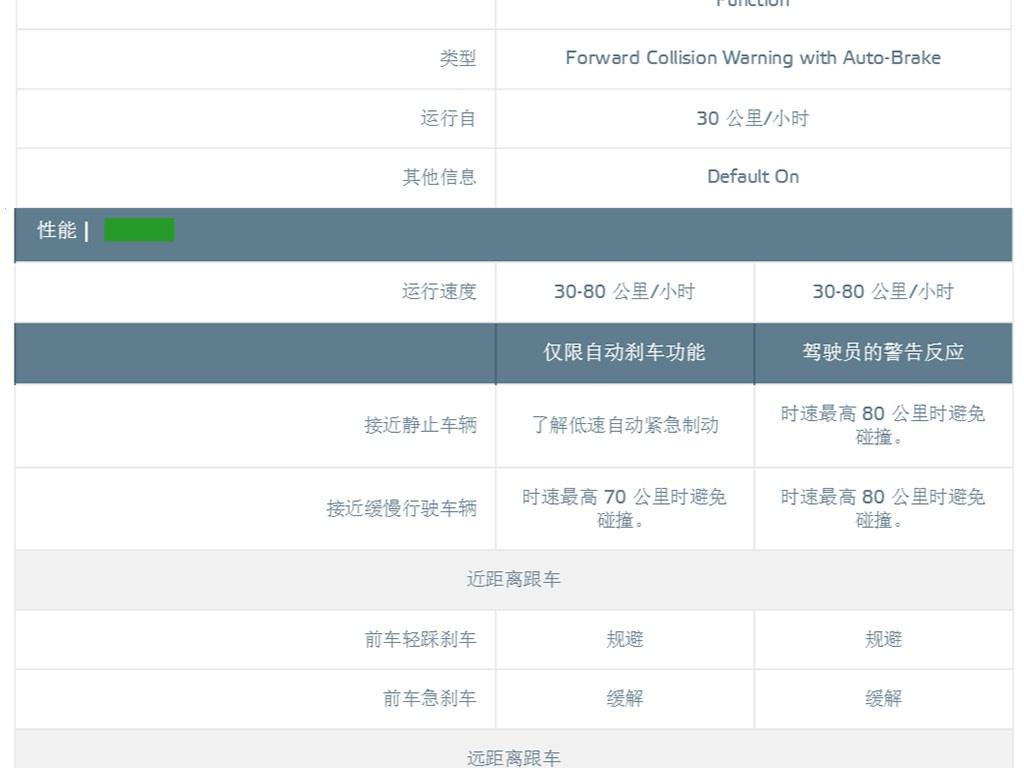 Function
类型
Forward Collision Warning with Auto-Brake
运行自
30 公里/小时
其他信息
Default On
性能 |
运行速度
30-80 公里/小时
30-80 公里/小时
仅限自动刹车功能
驾驶员的警告反应
接近静止车辆
了解低速自动紧急制动
时速最高 80 公里时避免
碰撞。
接近缓慢行驶车辆
时速最高 70 公里时避免
碰撞。
时速最高 80 公里时避免
碰撞。
近距离跟车
前车轻踩刹车
规避
规避
前车急刹车
缓解
缓解
远距离跟车